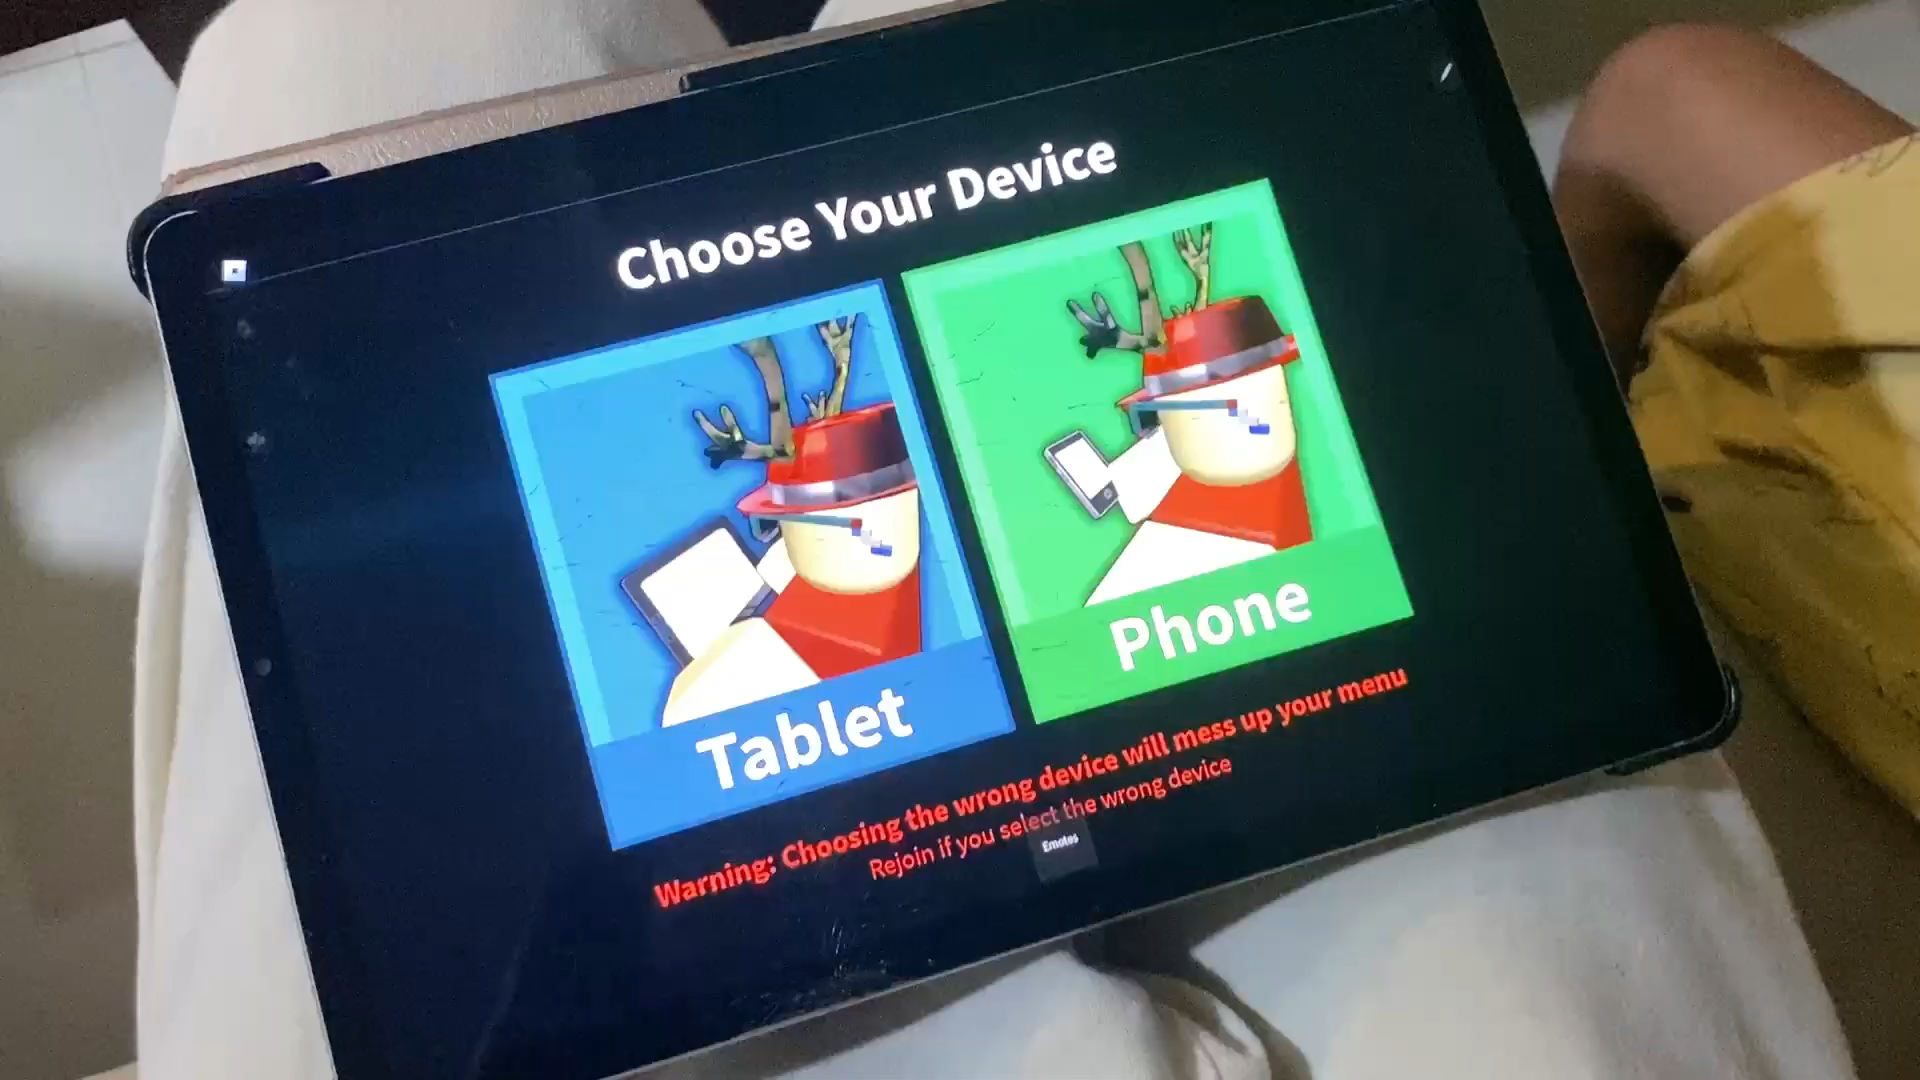 Choose Your Device
Tablet
Phone
Warning: Choosing the wrong device will mess up your menu
Rejoin if you select the wrong device
Emotes